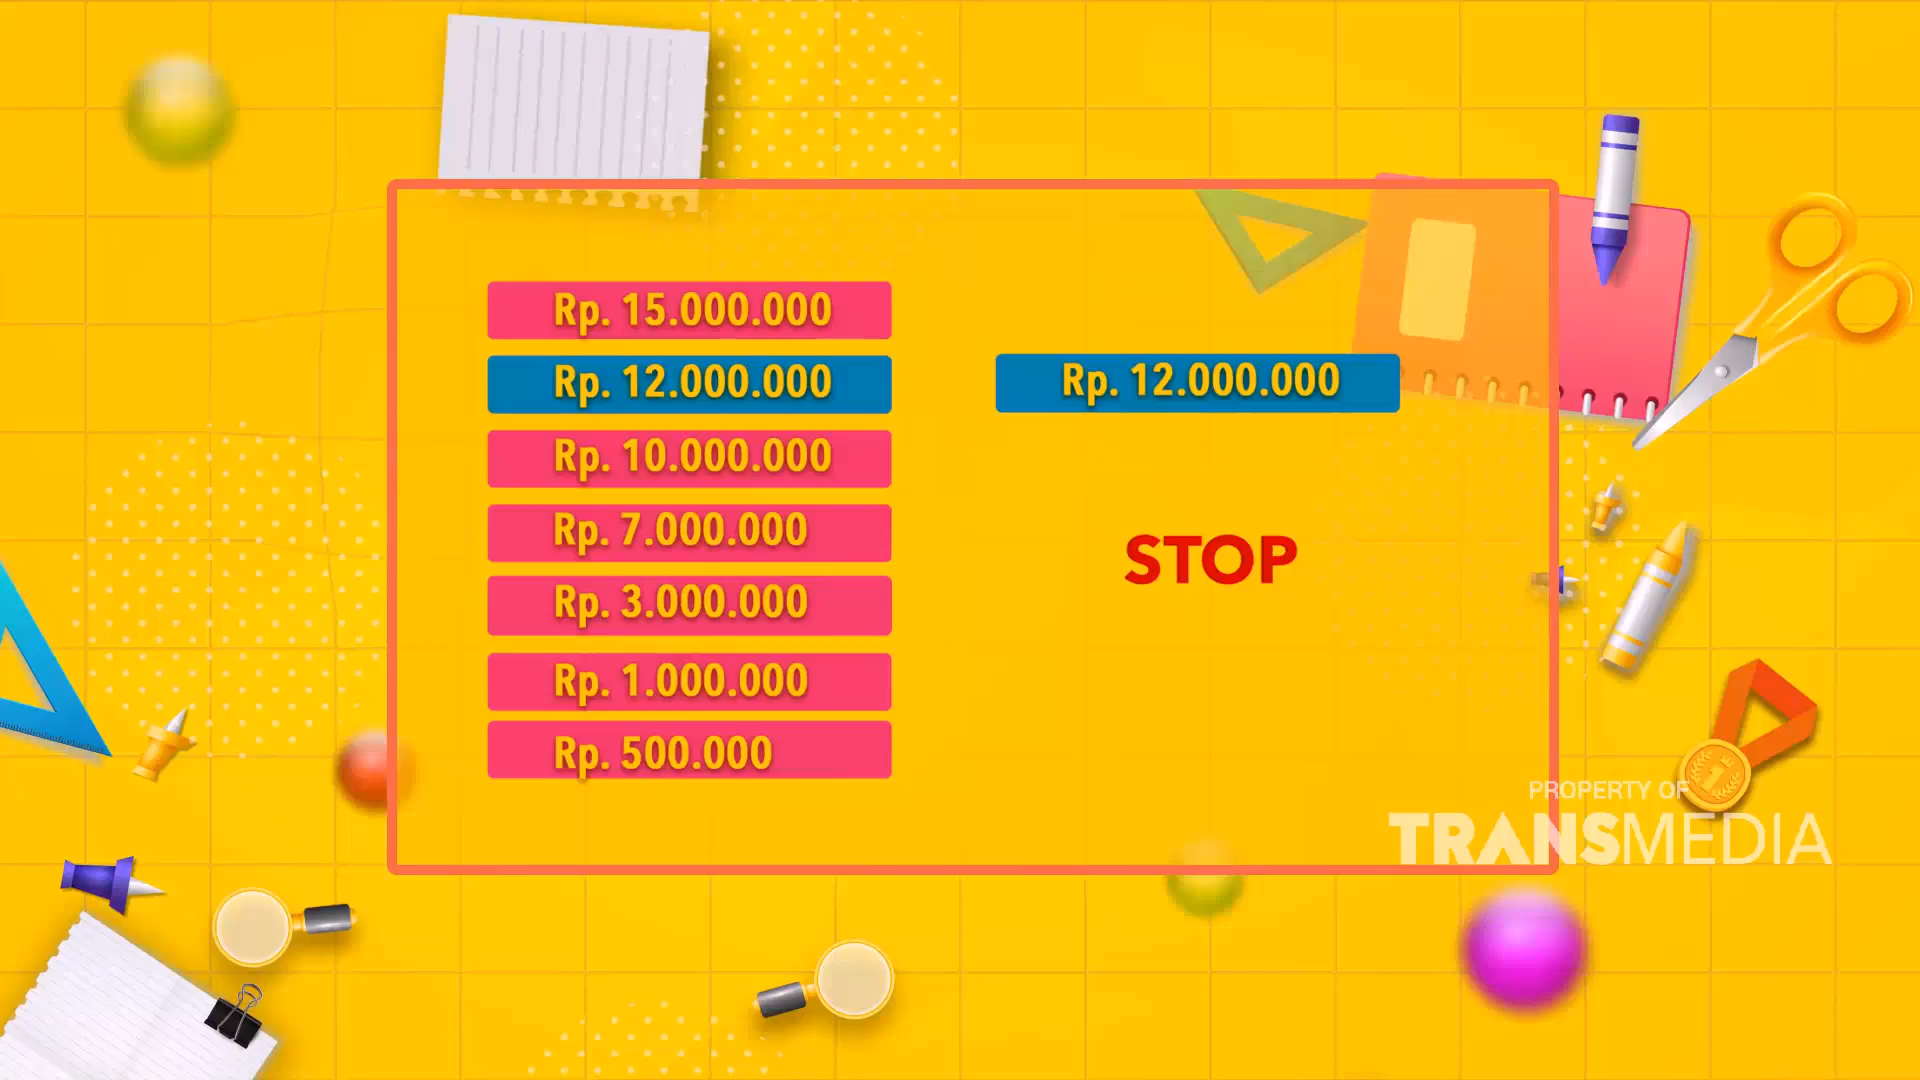 Rp. 15.000.000
Rp. 12.000.000
Rp. 10.000.000
Rp. 7.000.000
Rp. 3.000.000
Rp. 1.000.000
Rp. 500.000
Rp. 12.000.000
STOP
PROPERTY OF
TRANSMEDIA